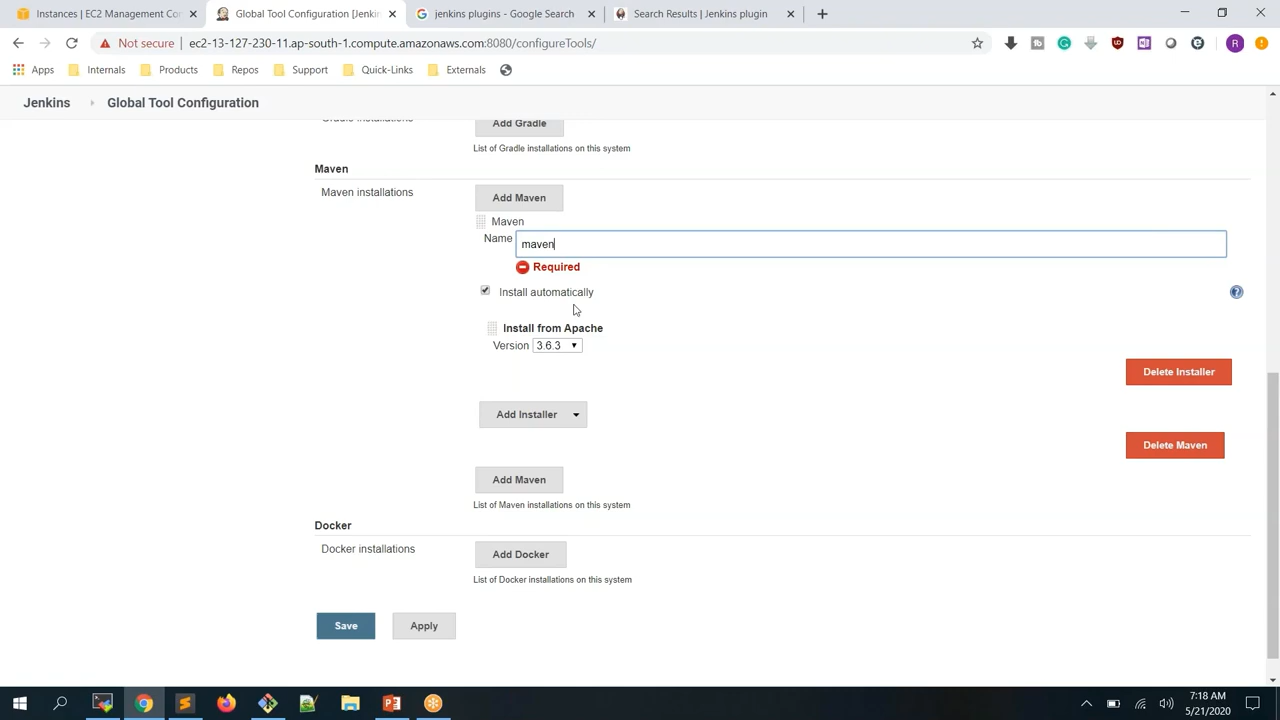 Instances | EC2 Management Con
Global Tool Configuration [Jenkin
jenkins plugins - Google Search
Search Results | Jenkins plugin
Not secure | ec2-13-127-230-11.ap-south-1.compute.amazonaws.com:8080/configureTools/
Apps Internals Products Repos Support Quick-Links Externals
Jenkins Global Tool Configuration
Gradle installations
Add Gradle
List of Gradle installations on this system
Maven
Maven installations
Add Maven
Maven
Name maven
Required
Install automatically
Install from Apache
Version 3.6.3
Delete Installer
Add Installer
Delete Maven
Add Maven
List of Maven installations on this system
Docker
Docker installations
Add Docker
List of Docker installations on this system
Save Apply
7:18 AM
5/21/2020